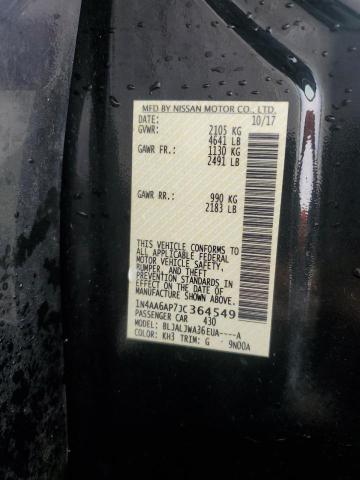 MFD BY NISSAN MOTOR CO., LTD.
DATE: 10/17
GVWR: 2105 KG
4641 LB
GAWR FR.: 1130 KG
2491 LB
GAWR RR.: 990 KG
2183 LB
THIS VEHICLE CONFORMS TO
ALL APPLICABLE FEDERAL
MOTOR VEHICLE SAFETY,
BUMPER, AND THEFT
PREVENTION STANDARDS IN
EFFECT ON THE DATE OF
MANUFACTURE SHOWN ABOVE.
1N4AA6AP7JC364549
PASSENGER CAR 430
MODEL: BLJALJWA36EUA----A
COLOR: KH3 TRIM: G 9N00A